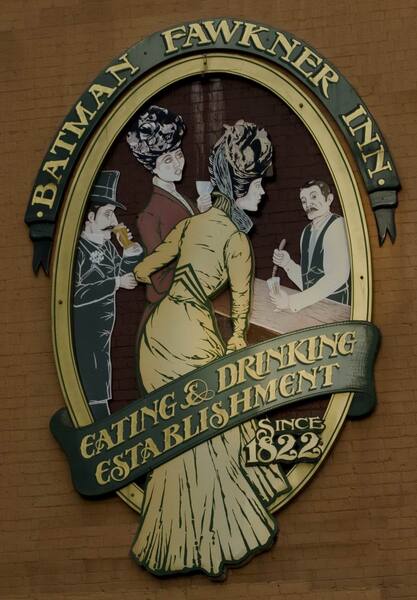 BATMAN FAWKNER INN
EATING & DRINKING
ESTABLISHMENT
SINCE
1822